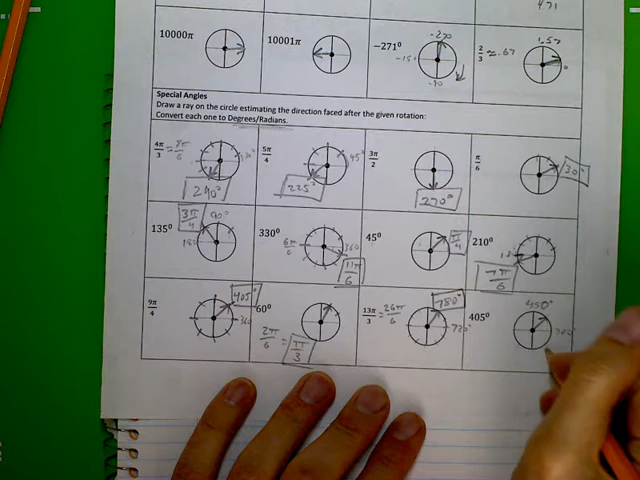 4.71
10000π
10001π
-271°
-270
-90
2/3 ≈ .67
1.57
Special Angles
Draw a ray on the circle estimating the direction faced after the given rotation:
Convert each one to Degrees/Radians.
4π/3 = 8π/6
240°
5π/4
45°
225°
3π/2
270°
π/6
30°
135°
3π/4
90°
180
330°
6π/6
360
11π/6
45°
π/4
210°
7π/6
9π/4
405°
360
60°
2π/6 = π/3
13π/3 = 26π/6
780°
720
405°
450°